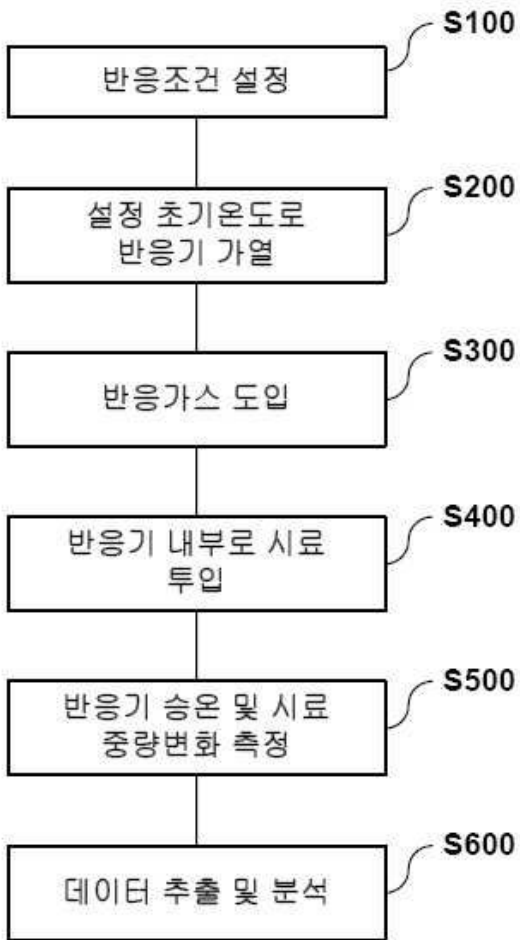 S100
반응조건 설정
S200
설정 초기온도로
반응기 가열
S300
반응가스 도입
S400
반응기 내부로 시료
투입
S500
반응기 승온 및 시료
중량변화 측정
S600
데이터 추출 및 분석